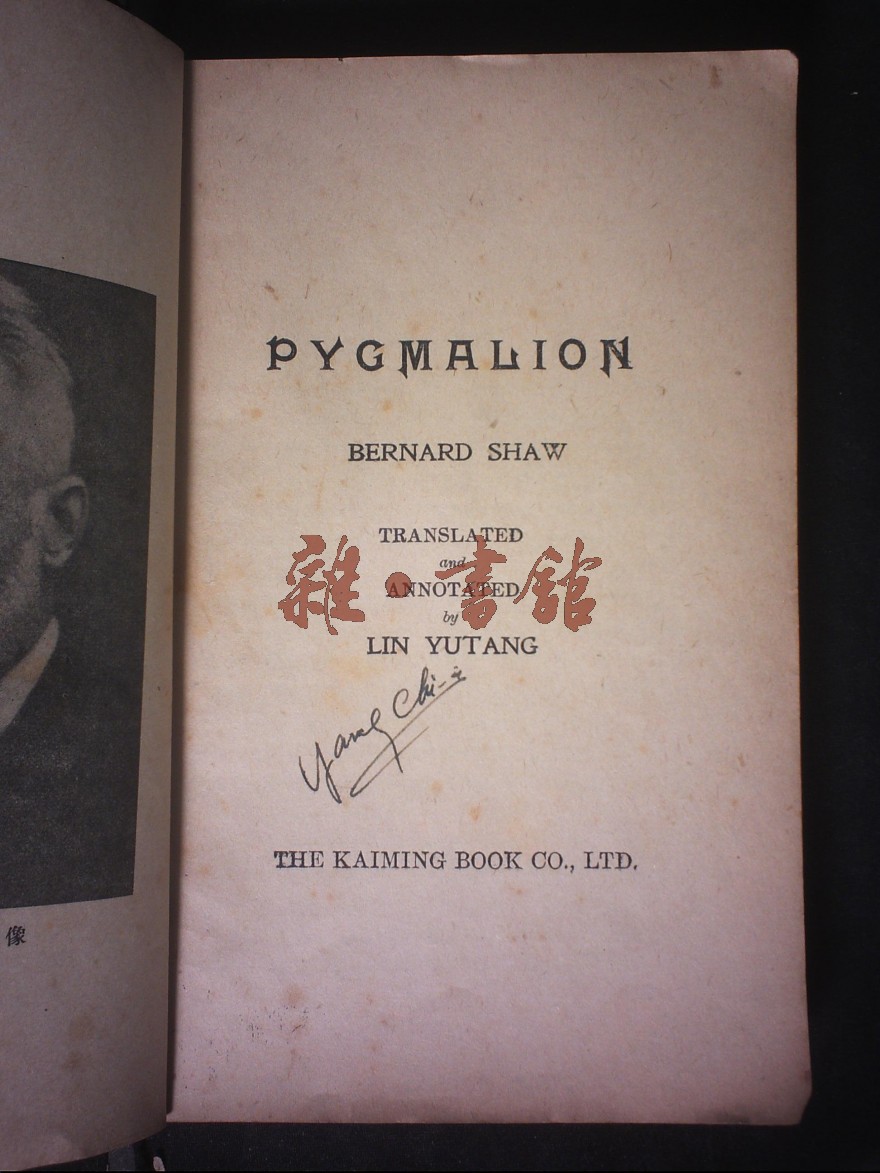 像
PYGMALION
BERNARD SHAW
TRANSLATED
and
ANNOTATED
by
LIN YUTANG
雜·書館
Yang Chi-i
THE KAIMING BOOK CO., LTD.